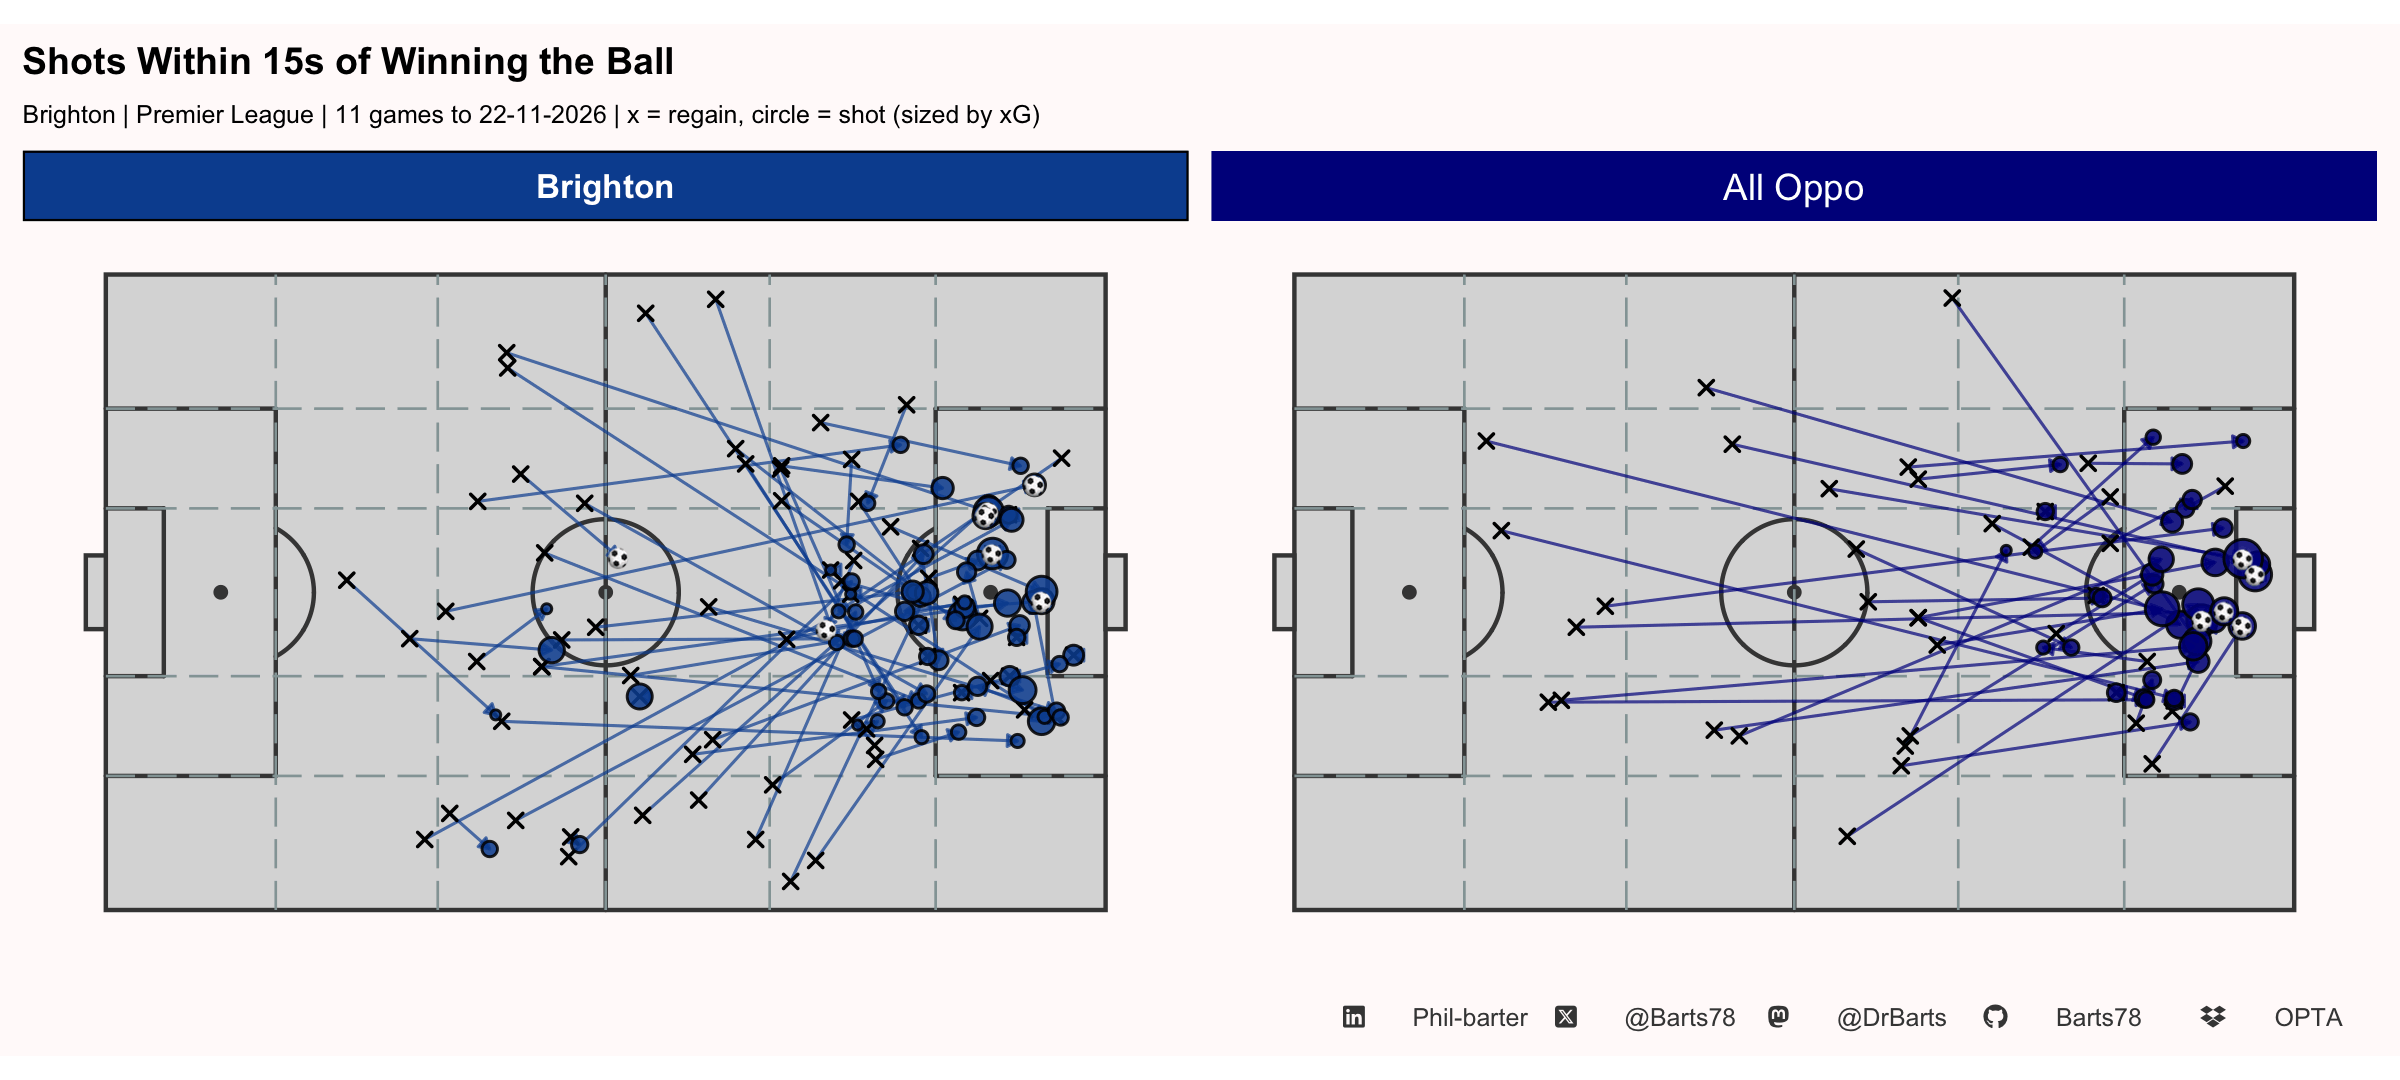 Shots Within 15s of Winning the Ball
Brighton | Premier League | 11 games to 22-11-2026 | x = regain, circle = shot (sized by xG)
Brighton
All Oppo
Phil-barter @Barts78 @DrBarts Barts78 OPTA